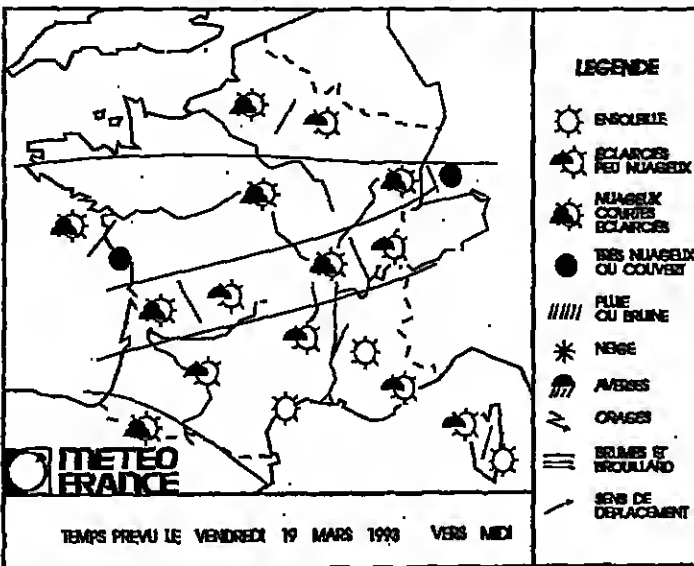 LEGENDE
ENSOLEILLE
ECLAIRCIES
PEU NUAGEUX
NUAGEUX
COURTES
ECLAIRCIES
TRES NUAGEUX
OU COUVERT
PLUIE
OU BRUINE
NEIGE
AVERSES
ORAGES
BRUMES ET
BROUILLARD
SENS DE
DEPLACEMENT
METEO
FRANCE
TEMPS PREVU LE VENDREDI 19 MARS 1993 VERS MIDI